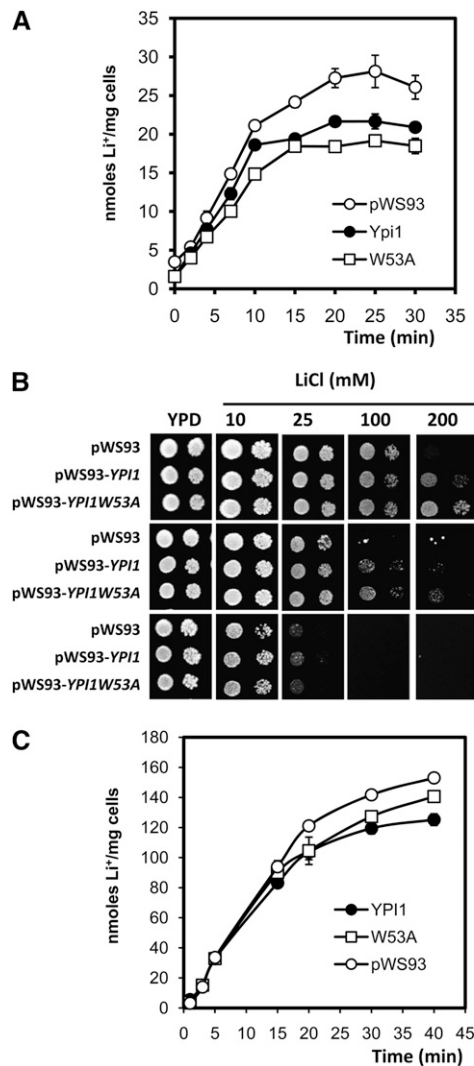 A
nmoles Li⁺/mg cells
35
30
25
20
15
10
5
0
pWS93
Ypi1
W53A
0 5 10 15 20 25 30 35
Time (min)
B
LiCl (mM)
YPD 10 25 100 200
pWS93
pWS93-YPI1
pWS93-YPI1W53A
pWS93
pWS93-YPI1
pWS93-YPI1W53A
pWS93
pWS93-YPI1
pWS93-YPI1W53A
C
nmoles Li⁺/mg cells
180
160
140
120
100
80
60
40
20
0
YPI1
W53A
pWS93
0 5 10 15 20 25 30 35 40 45
Time (min)